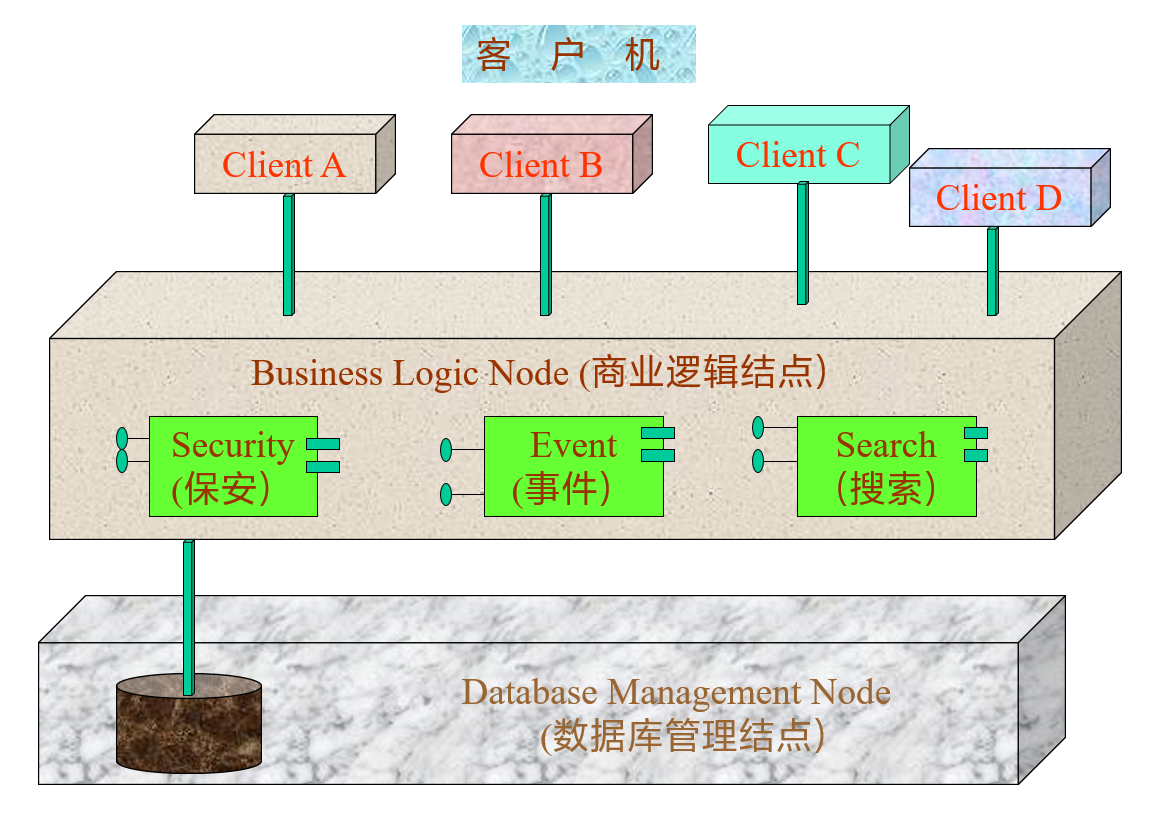 客 户 机
Client A
Client B
Client C
Client D
Business Logic Node (商业逻辑结点）
Security
(保安）
Event
(事件）
Search
（搜索）
Database Management Node
(数据库管理结点）